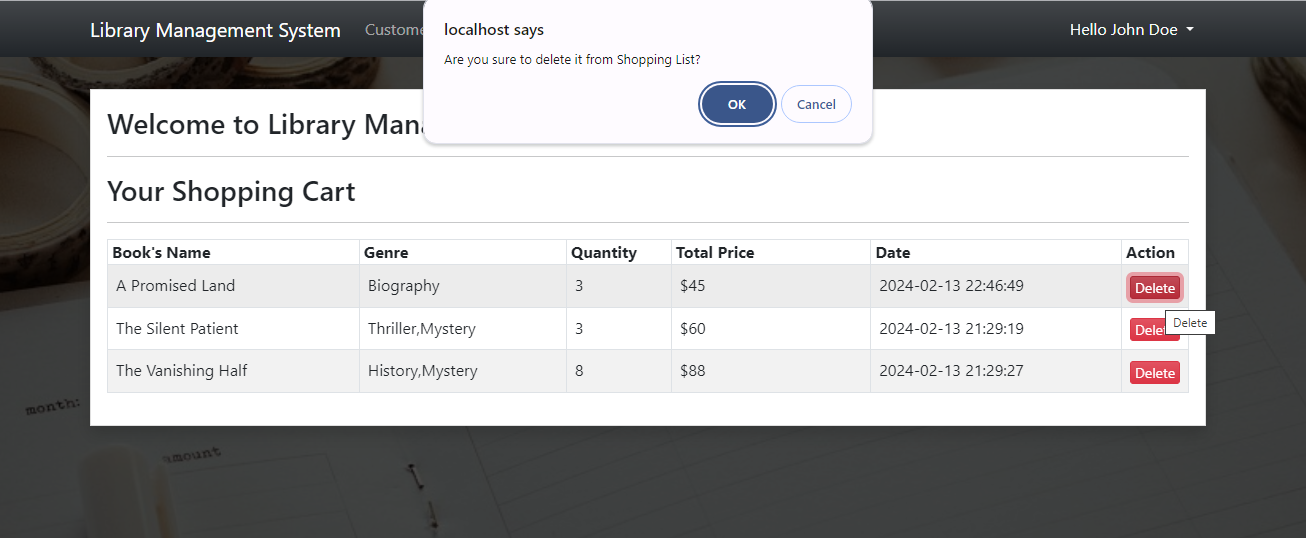 Library Management System Custome Hello John Doe
localhost says
Are you sure to delete it from Shopping List?
OK Cancel
Welcome to Library Man
Your Shopping Cart
Book's Name Genre Quantity Total Price Date Action
A Promised Land Biography 3 $45 2024-02-13 22:46:49 Delete
The Silent Patient Thriller,Mystery 3 $60 2024-02-13 21:29:19 Delet
Delete
The Vanishing Half History,Mystery 8 $88 2024-02-13 21:29:27 Delete
month:
amount